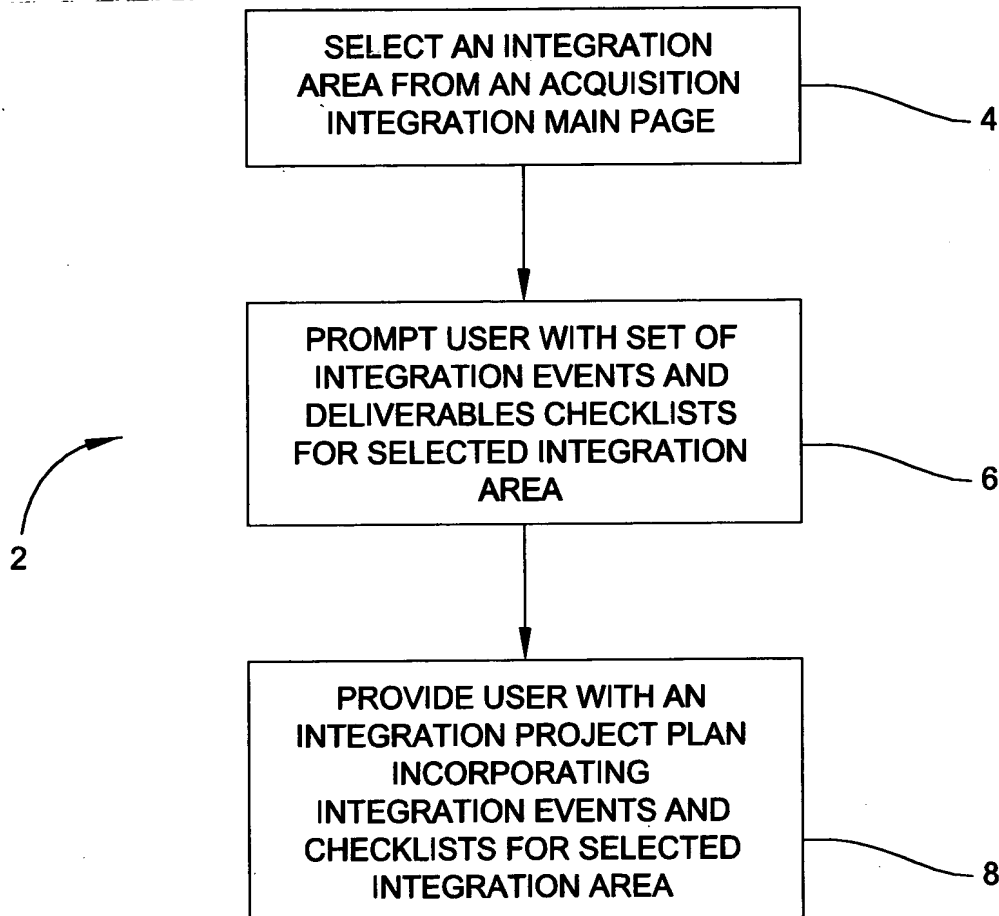 SELECT AN INTEGRATION
AREA FROM AN ACQUISITION
INTEGRATION MAIN PAGE
4
PROMPT USER WITH SET OF
INTEGRATION EVENTS AND
DELIVERABLES CHECKLISTS
FOR SELECTED INTEGRATION
AREA
6
2
PROVIDE USER WITH AN
INTEGRATION PROJECT PLAN
INCORPORATING
INTEGRATION EVENTS AND
CHECKLISTS FOR SELECTED
INTEGRATION AREA
8